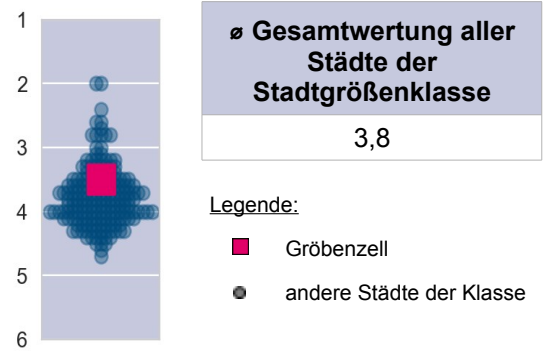 1
2
3
4
5
6
⌀ Gesamtwertung aller
Städte der
Stadtgrößenklasse
3,8
Legende:
Gröbenzell
andere Städte der Klasse